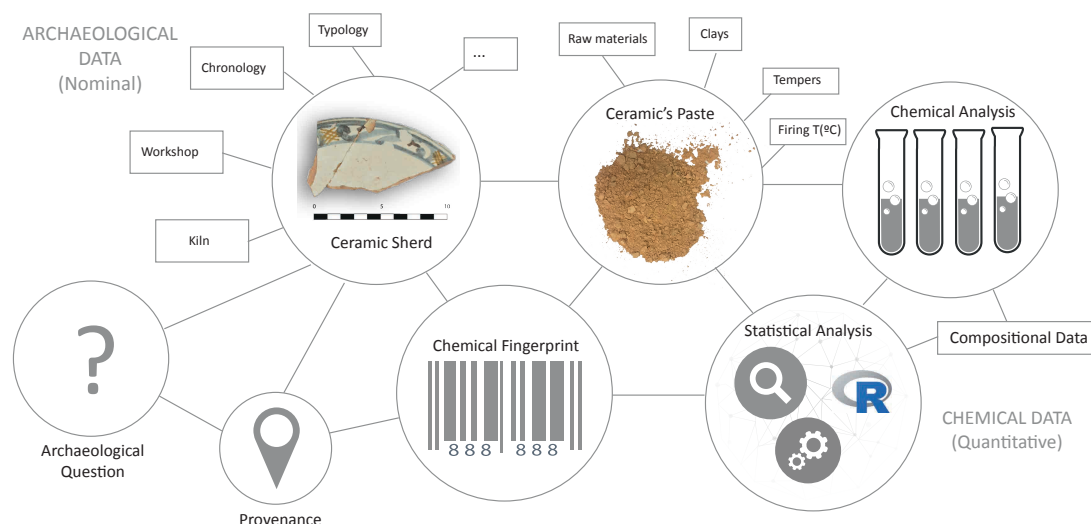 ARCHAEOLOGICAL
DATA
(Nominal)
Typology
...
Chronology
Workshop
Kiln
0 5 10
Ceramic Sherd
Raw materials
Clays
Tempers
Firing T(ºC)
Ceramic's Paste
Chemical Analysis
?
Archaeological
Question
Provenance
Chemical Fingerprint
888 888
Statistical Analysis
R
Compositional Data
CHEMICAL DATA
(Quantitative)